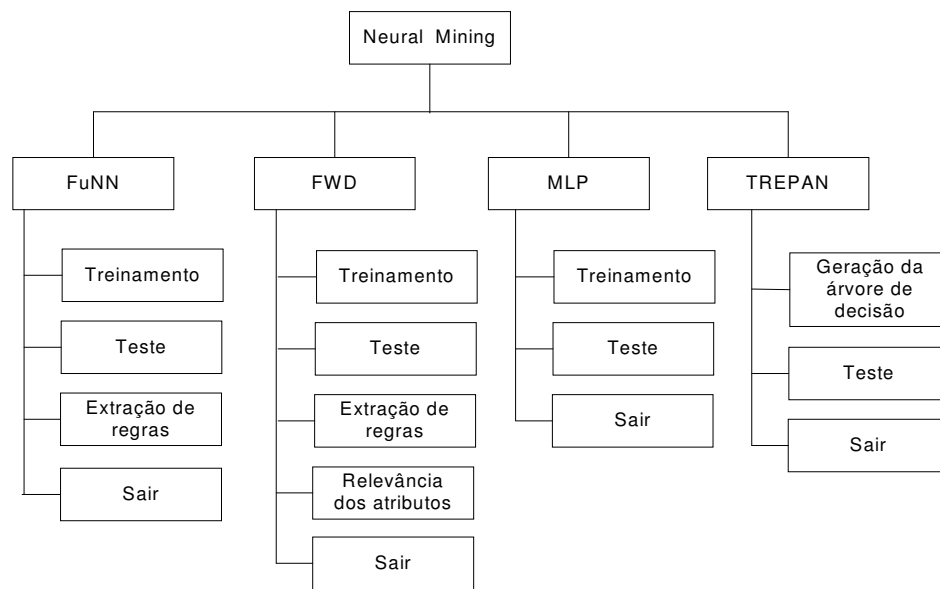 Neural Mining
FuNN
FWD
MLP
TREPAN
Treinamento
Teste
Extração de
regras
Sair
Treinamento
Teste
Extração de
regras
Relevância
dos atributos
Sair
Treinamento
Teste
Sair
Geração da
árvore de
decisão
Teste
Sair